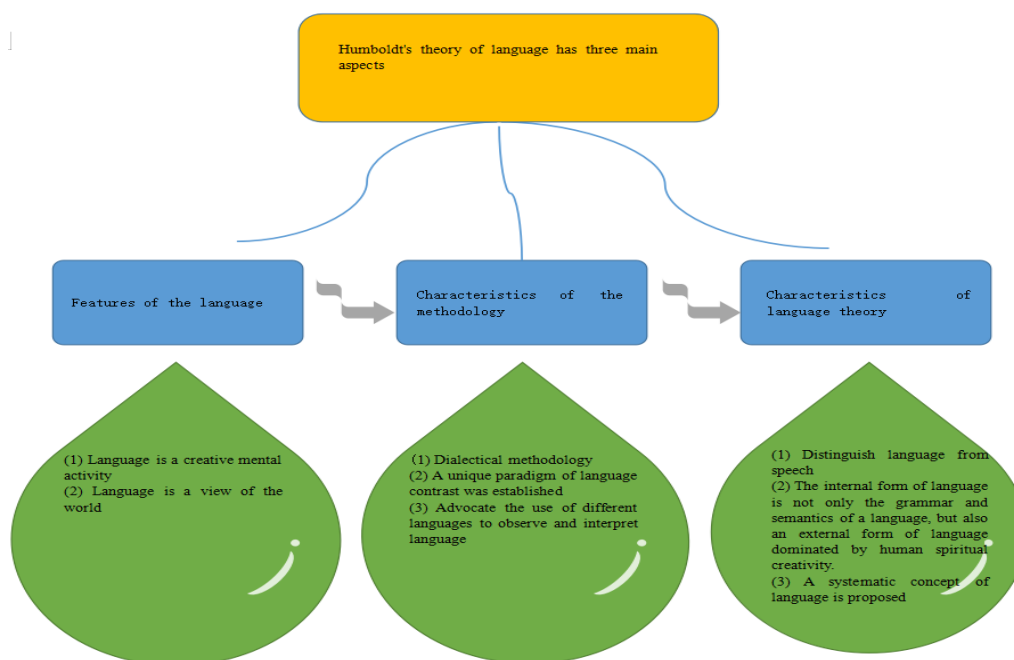 Humboldt's theory of language has three main
aspects
Features of the language
Characteristics of the
methodology
Characteristics of
language theory
(1) Language is a creative mental
activity
(2) Language is a view of the
world
(1) Dialectical methodology
(2) A unique paradigm of language
contrast was established
(3) Advocate the use of different
languages to observe and interpret
language
(1) Distinguish language from
speech
(2) The internal form of language
is not only the grammar and
semantics of a language, but also
an external form of language
dominated by human spiritual
creativity.
(3) A systematic concept of
language is proposed